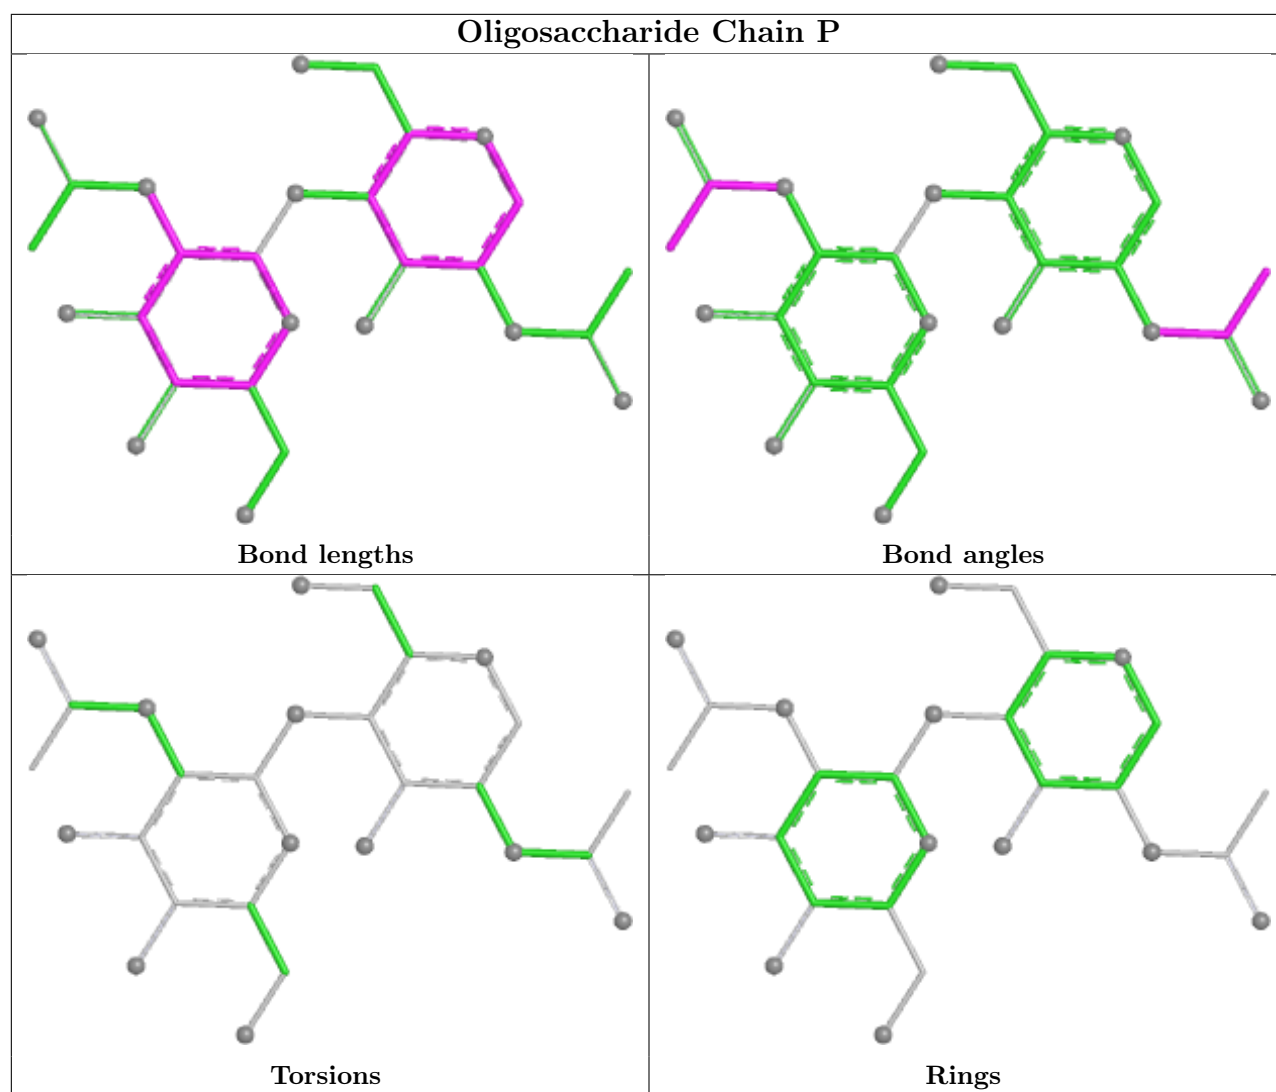 Oligosaccharide Chain P
Bond lengths
Bond angles
Torsions
Rings